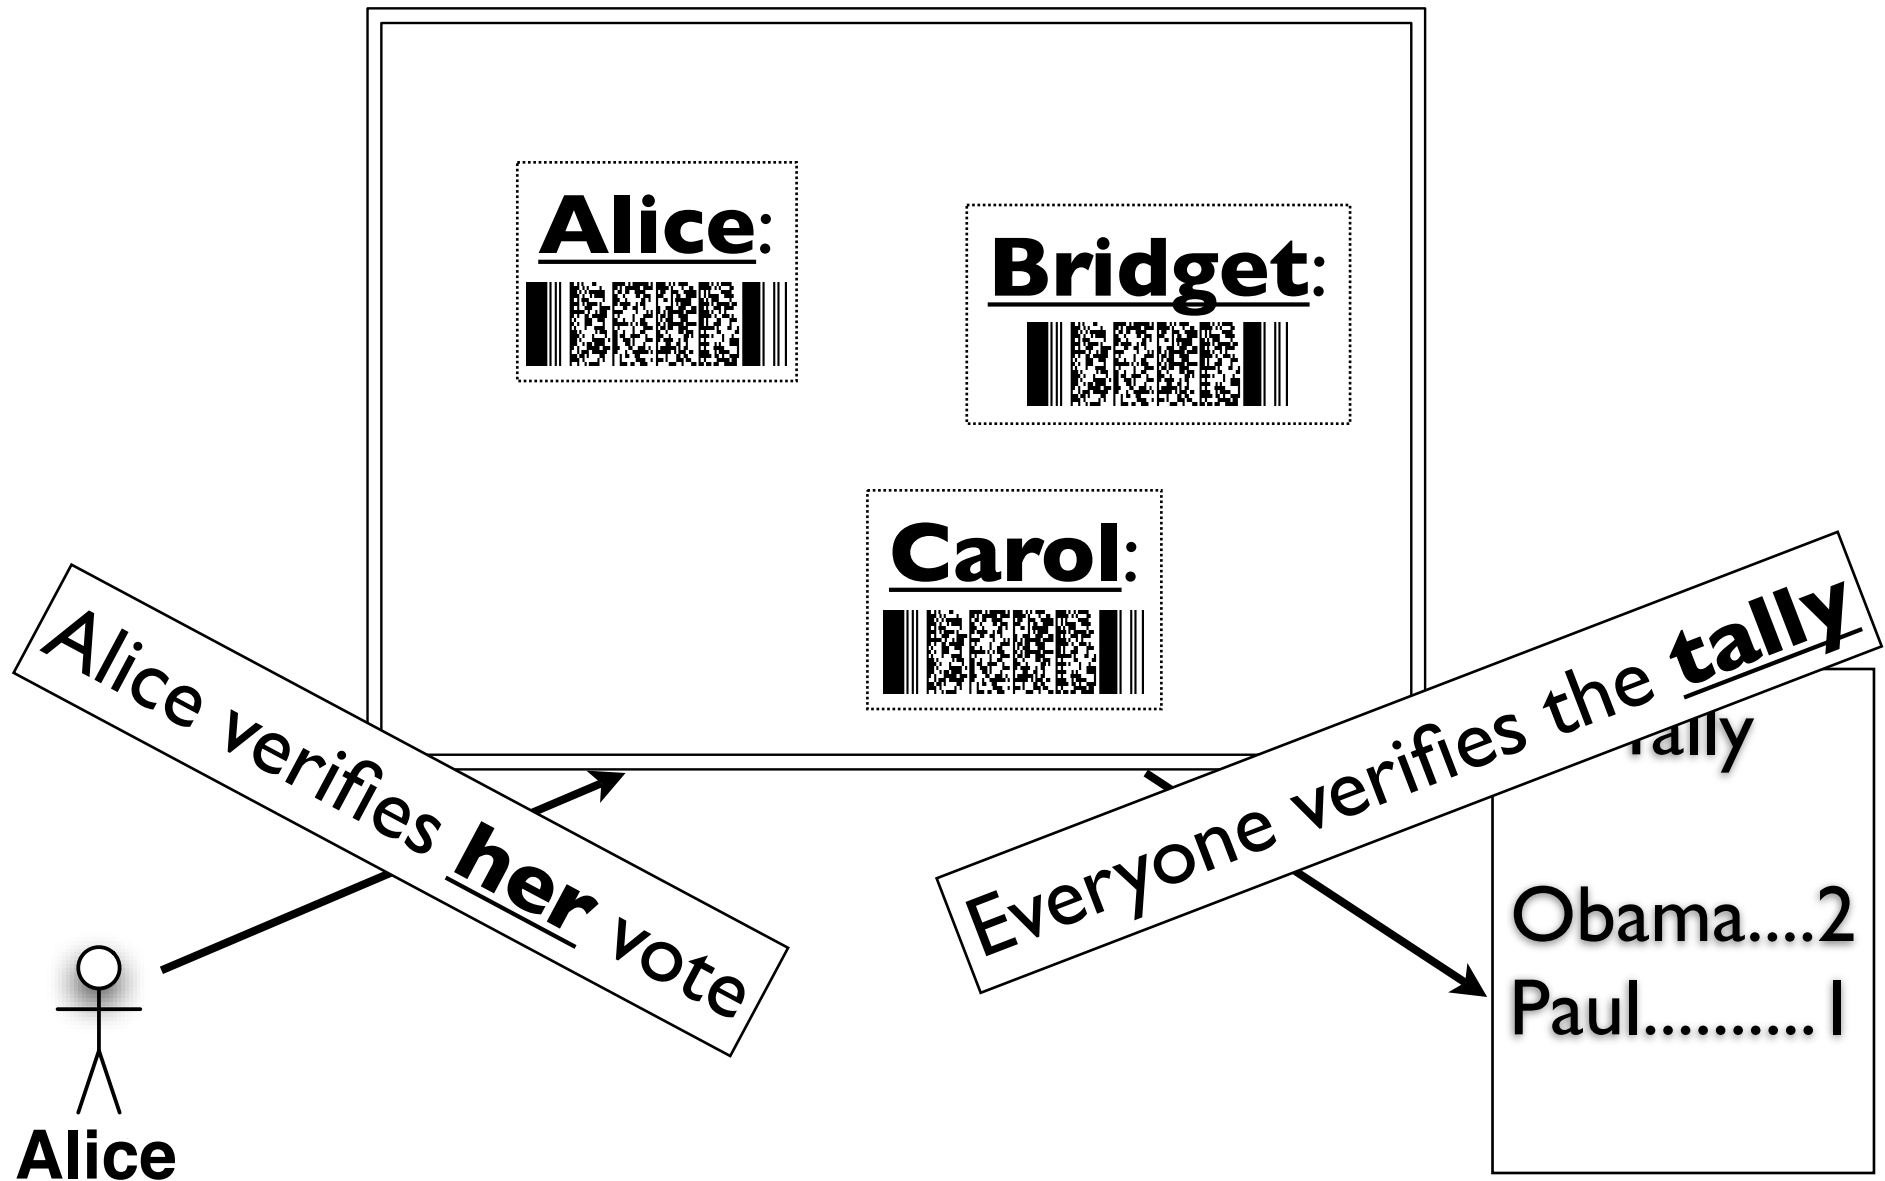 Alice:
Bridget:
Carol:
Alice verifies her vote
Everyone verifies the tally
Obama....2
Paul..........1
Alice